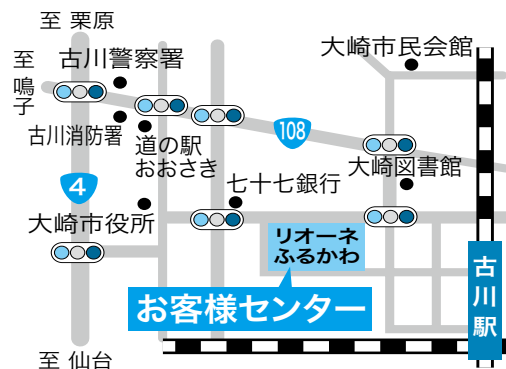 至 栗原
至
鳴
子
古川警察署
大崎市民会館
古川消防署
道の駅
おおさき
108
大崎図書館
4
七十七銀行
大崎市役所
リオーネ
ふるかわ
お客様センター
古川駅
至 仙台